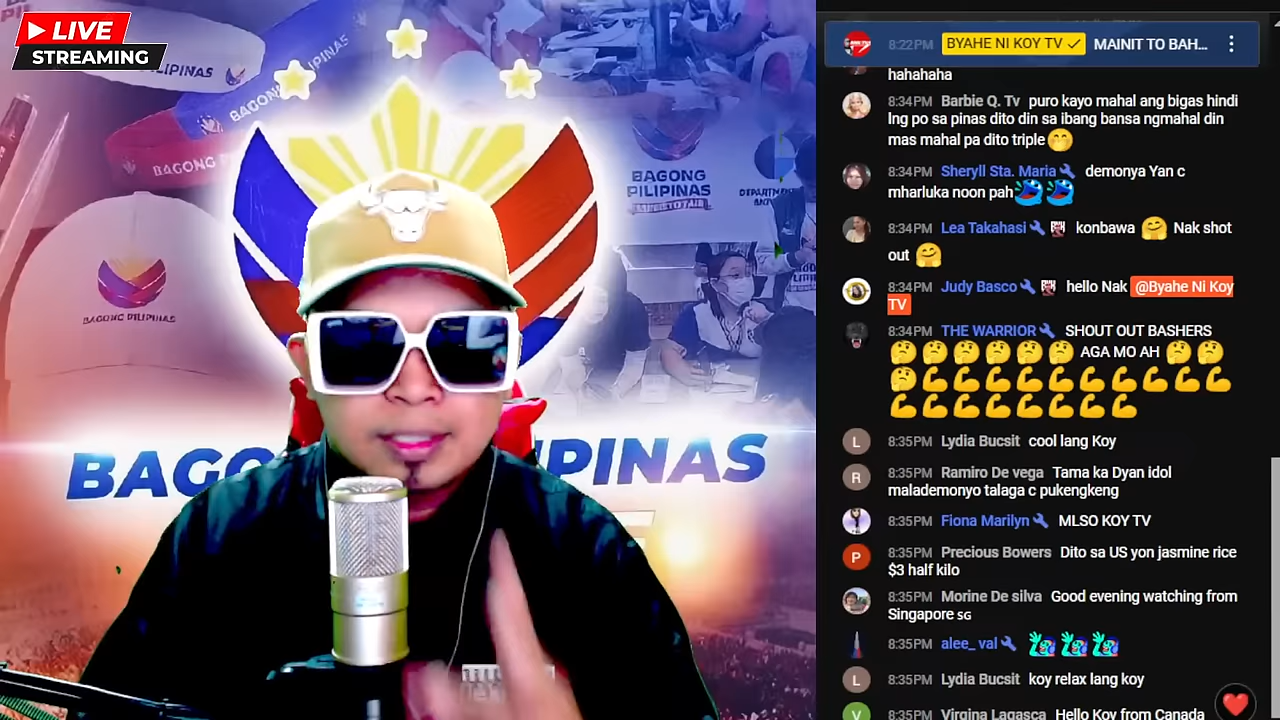 LIVE
STREAMING
PILIPINAS
BAGONG
PILIPINAS
BAGONG
BAGONG PILIPINAS
BAGONG
PILIPINAS
BAGO
IPINAS
8:22PM BYAHE NI KOY TV ✓ MAINIT TO BAH...
hahahaha
8:34PM Barbie Q. Tv puro kayo mahal ang bigas hindi
lng po sa pinas dito din sa ibang bansa ngmahal din
mas mahal pa dito triple🤭
8:34PM Sheryll Sta. Maria demonya Yan c
mharluka noon pah
8:34PM Lea Takahasi konbawa 🤗 Nak shot
out 🤗
8:34PM Judy Basco hello Nak @Byahe Ni Koy
TV
8:34PM THE WARRIOR SHOUT OUT BASHERS
🤔🤔🤔🤔🤔🤔 AGA MO AH 🤔🤔
🤔💪💪💪💪💪💪💪💪💪💪
💪💪💪💪💪💪💪💪
L 8:35PM Lydia Bucsit cool lang Koy
R 8:35PM Ramiro De vega Tama ka Dyan idol
malademonyo talaga c pukengkeng
8:35PM Fiona Marilyn MLSO KOY TV
P 8:35PM Precious Bowers Dito sa US yon jasmine rice
$3 half kilo
8:35PM Morine De silva Good evening watching from
Singapore SG
8:35PM alee_ val
L 8:35PM Lydia Bucsit koy relax lang koy
V 8:35PM Virgina Lagasca Hello Koy from Canada